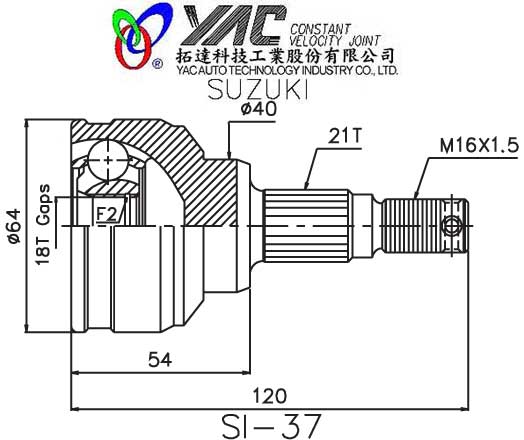 YAC CONSTANT
VELOCITY JOINT
®
拓達科技工業股份有限公司
YAC AUTO TECHNOLOGY INDUSTRY CO., LTD.
SUZUKI
ø40
21T
M16X1.5
ø64
18T Gaps
F2
54
120
SI-37